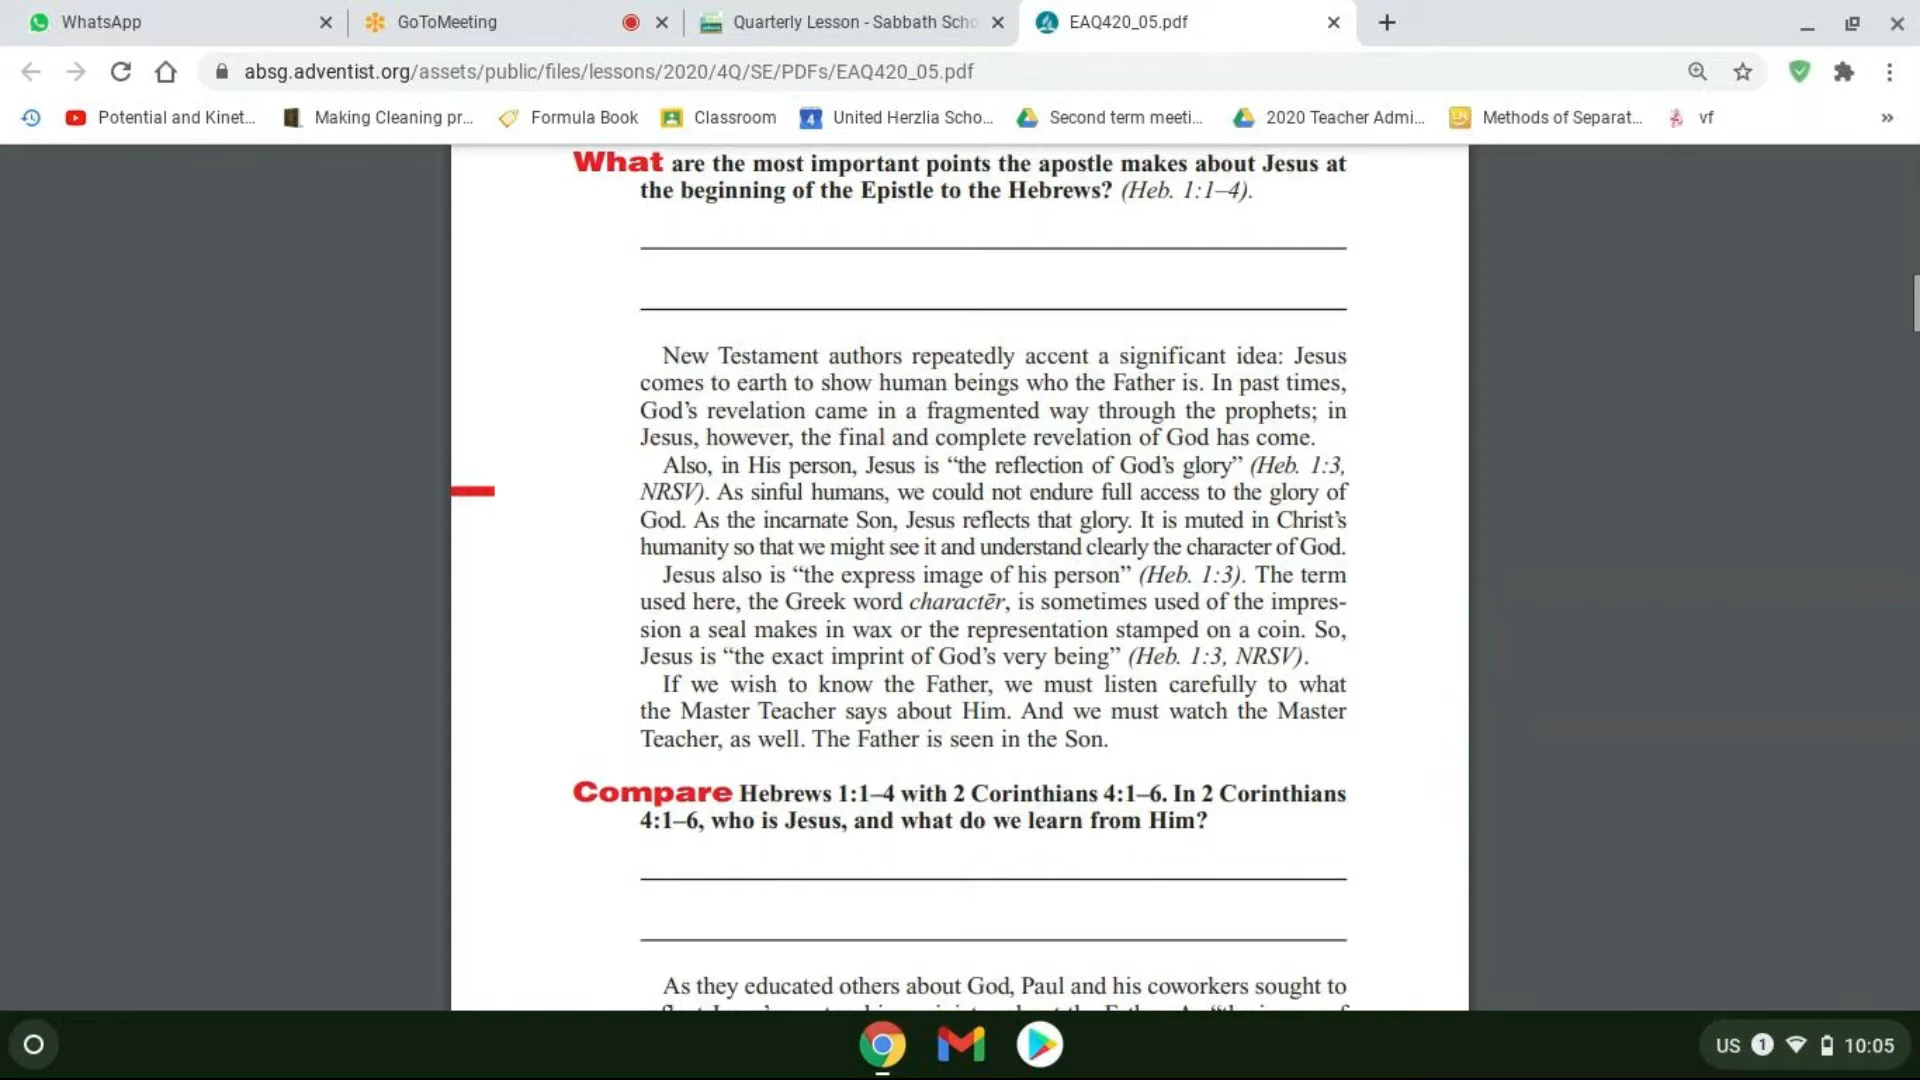 WhatsApp
GoToMeeting
Quarterly Lesson - Sabbath Scho
EAQ420_05.pdf
absg.adventist.org/assets/public/files/lessons/2020/4Q/SE/PDFs/EAQ420_05.pdf
Potential and Kinet...
Making Cleaning pr...
Formula Book
Classroom
4
United Herzlia Scho...
Second term meeti...
2020 Teacher Admi...
Methods of Separat...
vf
»
What are the most important points the apostle makes about Jesus at
the beginning of the Epistle to the Hebrews? (Heb. 1:1–4).
New Testament authors repeatedly accent a significant idea: Jesus
comes to earth to show human beings who the Father is. In past times,
God’s revelation came in a fragmented way through the prophets; in
Jesus, however, the final and complete revelation of God has come.
Also, in His person, Jesus is “the reflection of God’s glory” (Heb. 1:3,
NRSV). As sinful humans, we could not endure full access to the glory of
God. As the incarnate Son, Jesus reflects that glory. It is muted in Christ’s
humanity so that we might see it and understand clearly the character of God.
Jesus also is “the express image of his person” (Heb. 1:3). The term
used here, the Greek word charactēr, is sometimes used of the impres-
sion a seal makes in wax or the representation stamped on a coin. So,
Jesus is “the exact imprint of God’s very being” (Heb. 1:3, NRSV).
If we wish to know the Father, we must listen carefully to what
the Master Teacher says about Him. And we must watch the Master
Teacher, as well. The Father is seen in the Son.
Compare Hebrews 1:1–4 with 2 Corinthians 4:1–6. In 2 Corinthians
4:1–6, who is Jesus, and what do we learn from Him?
As they educated others about God, Paul and his coworkers sought to
US 1 10:05